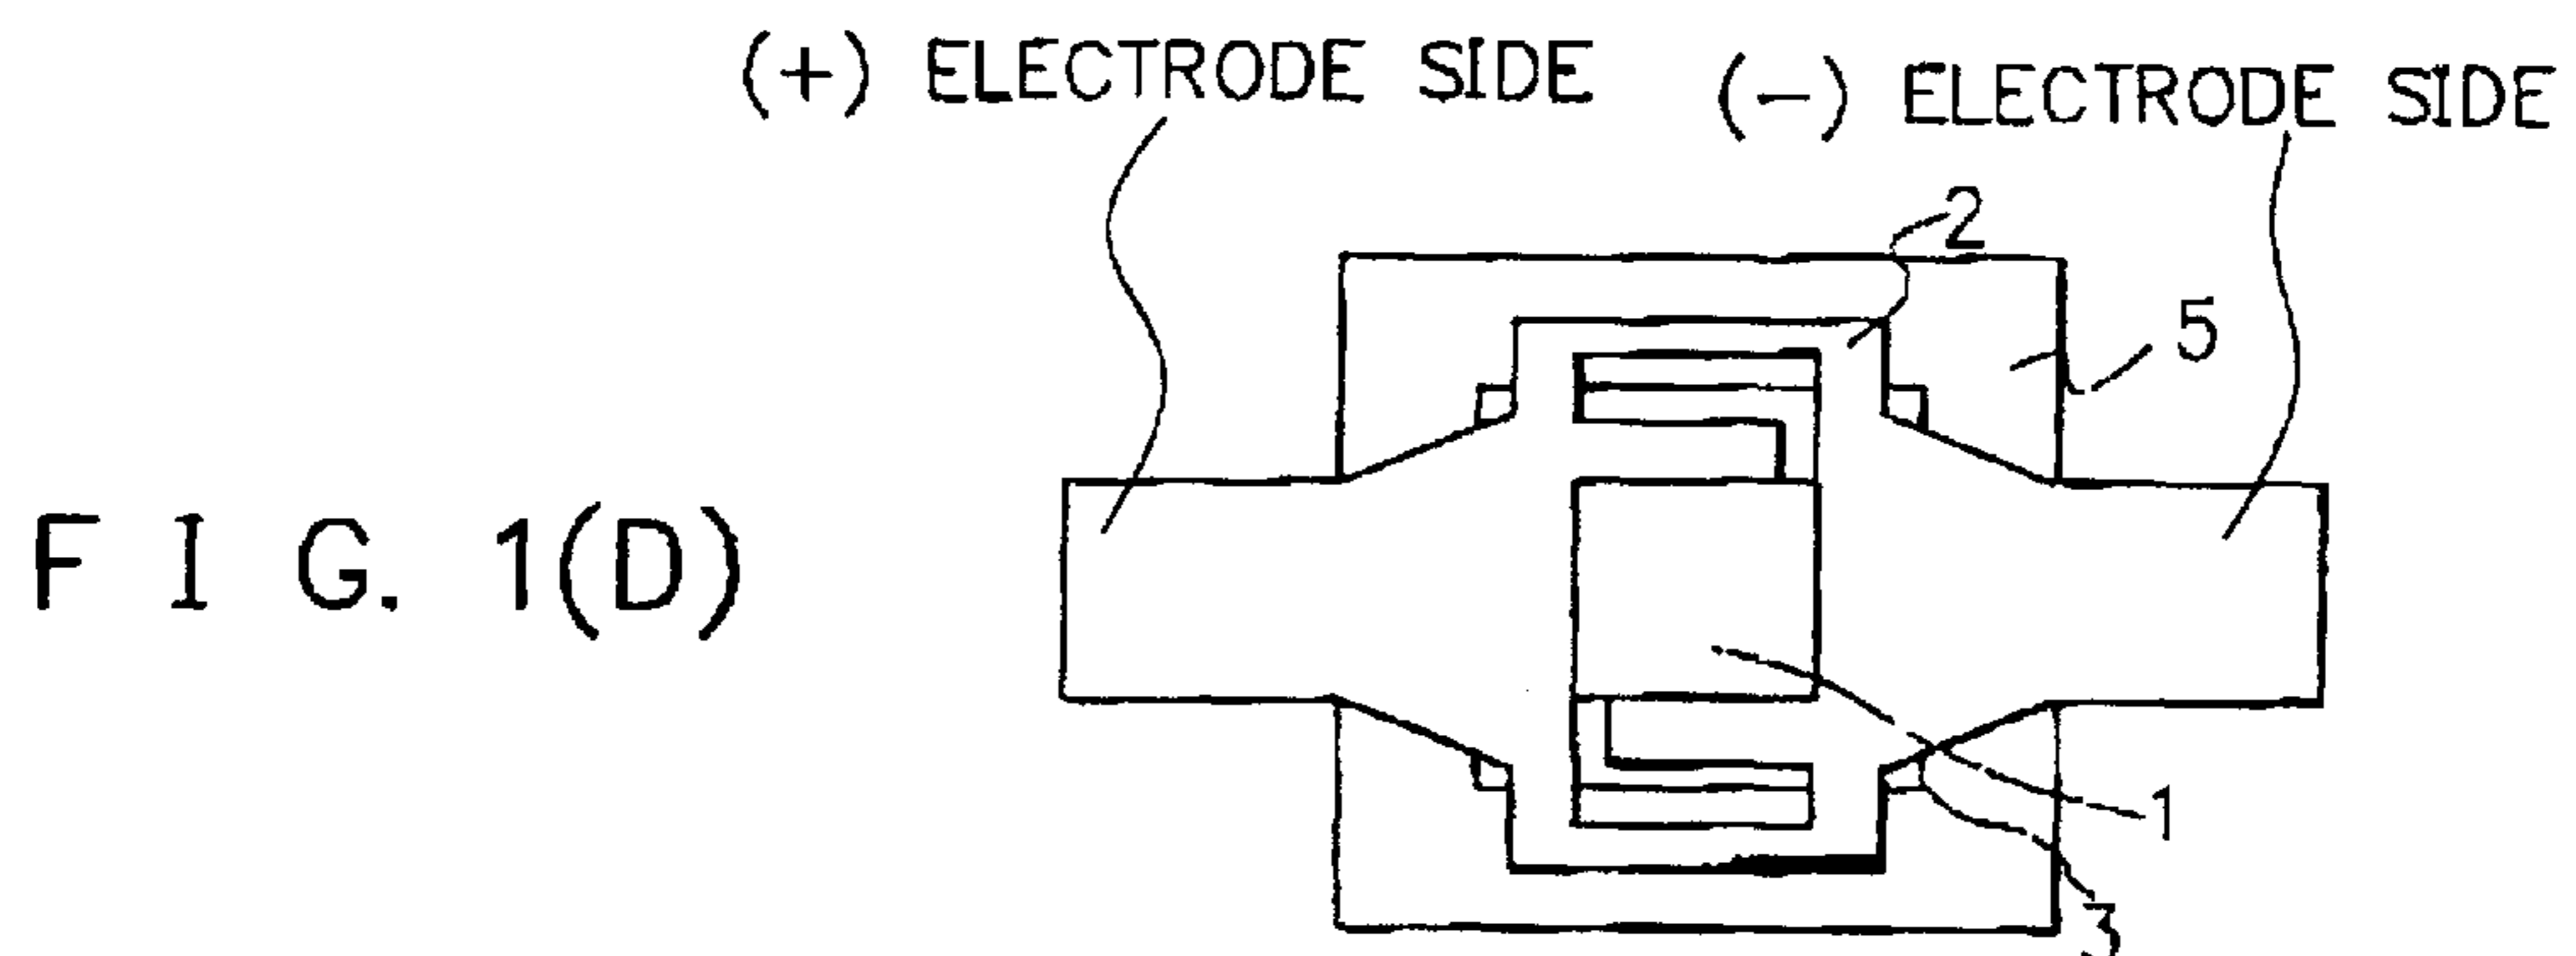 (+) ELECTRODE SIDE
(-) ELECTRODE SIDE
2
5
F I G. 1(D)
1
3